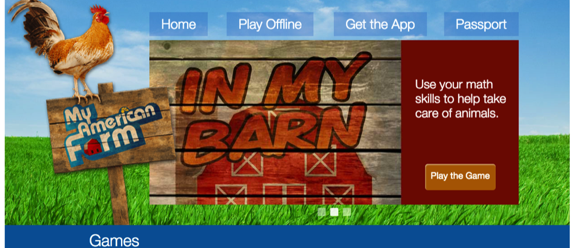 Home
Play Offline
Get the App
Passport
IN MY
BARN
Use your math
skills to help take
care of animals.
My
American
Farm
Play the Game
Games